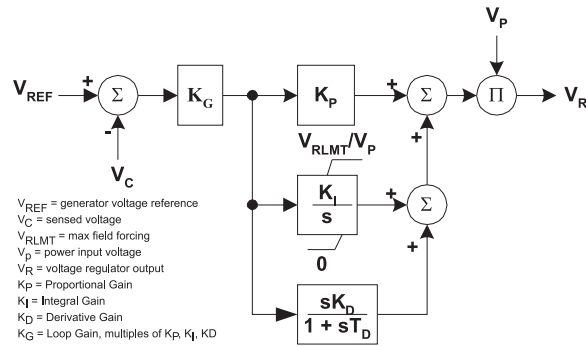 V_P
V_REF + Σ K_G K_P + Σ Π V_R
-
V_C
V_RLMT/V_P
+
K_I
s
+ Σ
0
+
sK_D
1 + sT_D
V_REF = generator voltage reference
V_C = sensed voltage
V_RLMT = max field forcing
V_p = power input voltage
V_R = voltage regulator output
K_P = Proportional Gain
K_I = Integral Gain
K_D = Derivative Gain
K_G = Loop Gain, multiples of K_P, K_I, KD